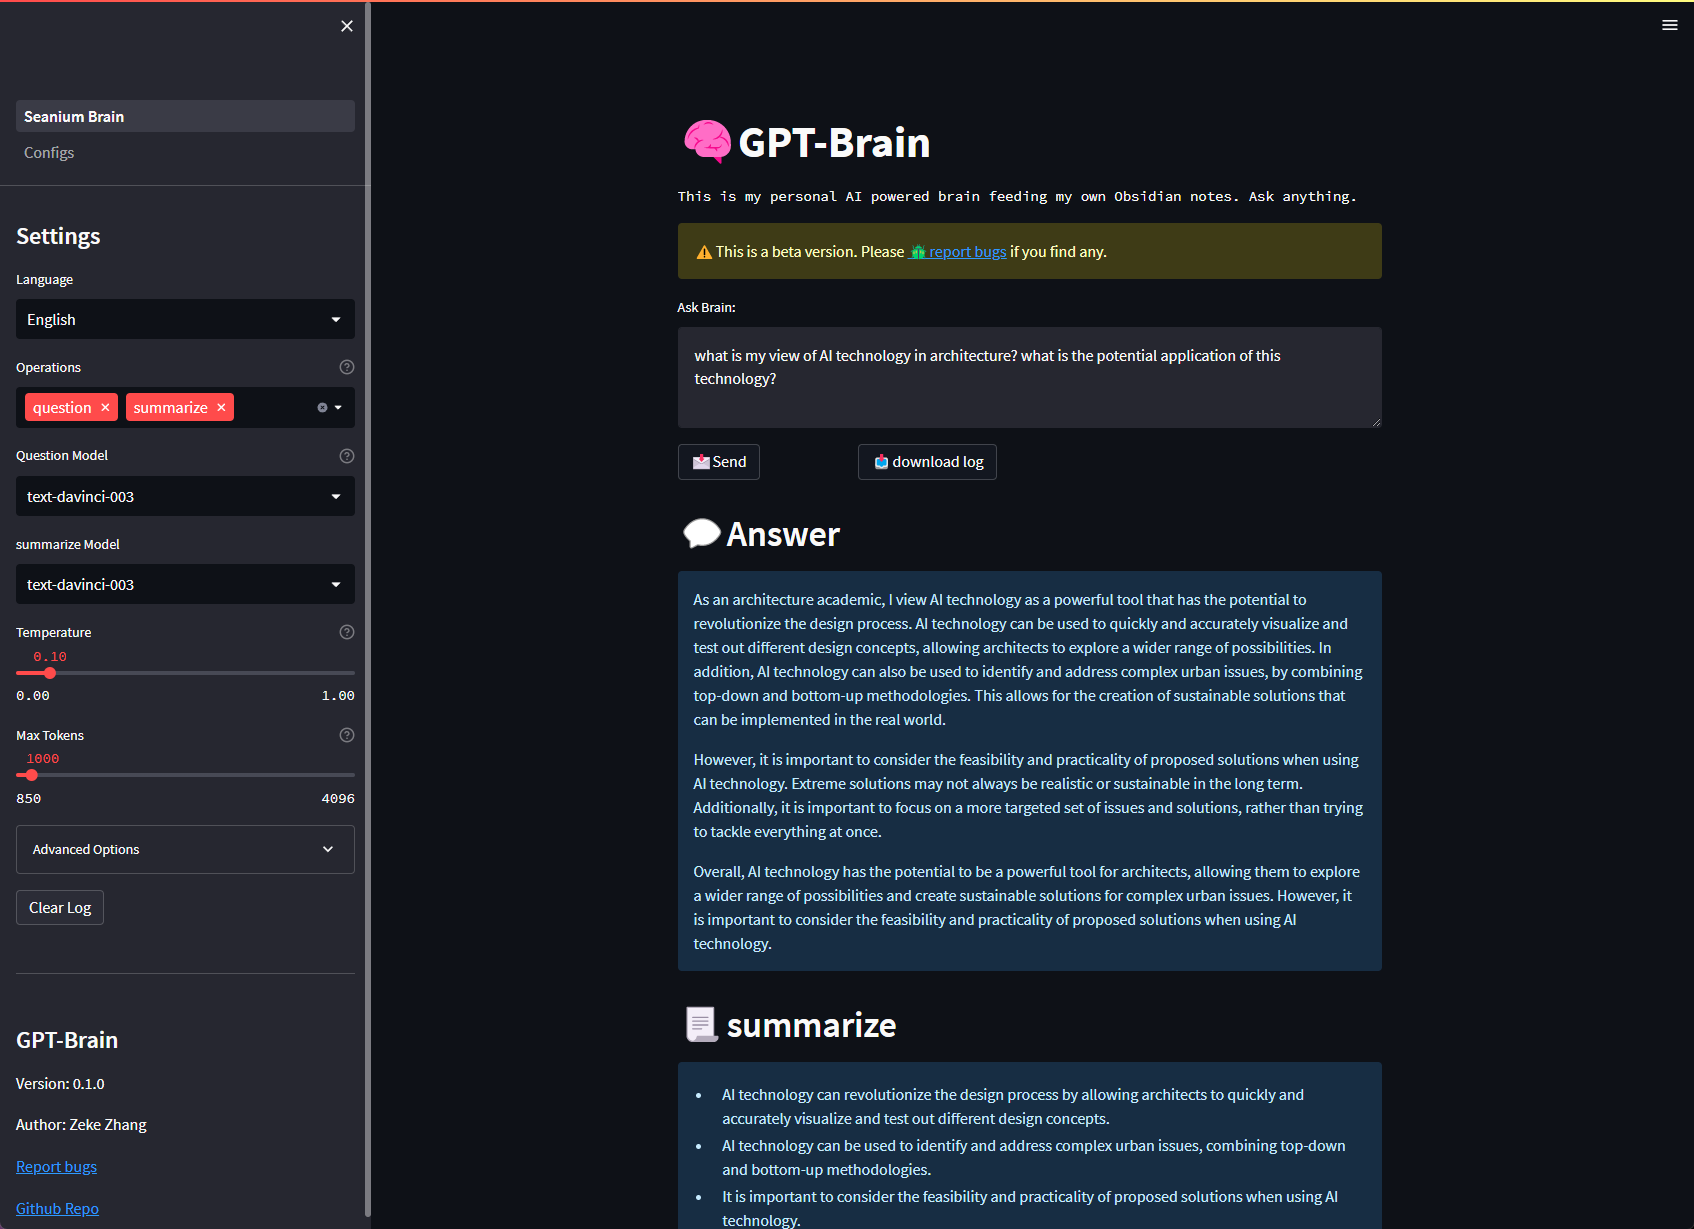 Seanium Brain
Configs
Settings
Language
English
Operations
question
summarize
Question Model
text-davinci-003
summarize Model
text-davinci-003
Temperature
0.10
0.00 1.00
Max Tokens
1000
850 4096
Advanced Options
Clear Log
GPT-Brain
Version: 0.1.0
Author: Zeke Zhang
Report bugs
Github Repo
GPT-Brain
This is my personal AI powered brain feeding my own Obsidian notes. Ask anything.
This is a beta version. Please report bugs if you find any.
Ask Brain:
what is my view of AI technology in architecture? what is the potential application of this
technology?
Send
download log
Answer
As an architecture academic, I view AI technology as a powerful tool that has the potential to
revolutionize the design process. AI technology can be used to quickly and accurately visualize and
test out different design concepts, allowing architects to explore a wider range of possibilities. In
addition, AI technology can also be used to identify and address complex urban issues, by combining
top-down and bottom-up methodologies. This allows for the creation of sustainable solutions that
can be implemented in the real world.
However, it is important to consider the feasibility and practicality of proposed solutions when using
AI technology. Extreme solutions may not always be realistic or sustainable in the long term.
Additionally, it is important to focus on a more targeted set of issues and solutions, rather than trying
to tackle everything at once.
Overall, AI technology has the potential to be a powerful tool for architects, allowing them to explore
a wider range of possibilities and create sustainable solutions for complex urban issues. However, it
is important to consider the feasibility and practicality of proposed solutions when using AI
technology.
summarize
• AI technology can revolutionize the design process by allowing architects to quickly and
accurately visualize and test out different design concepts.
• AI technology can be used to identify and address complex urban issues, combining top-down
and bottom-up methodologies.
• It is important to consider the feasibility and practicality of proposed solutions when using AI
technology.